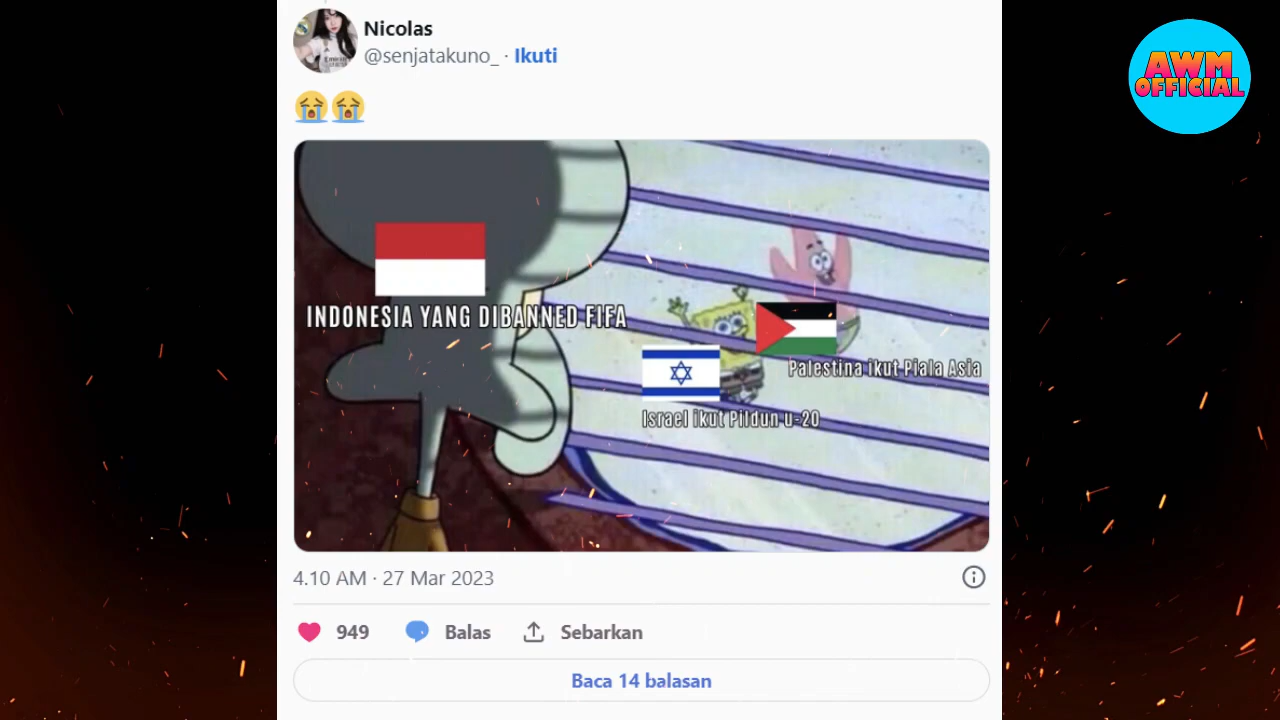 Nicolas
@senjatakuno_ · Ikuti
😭😭
INDONESIA YANG DIBANNED FIFA
Palestina ikut Piala Asia
Israel ikut Pildun u-20
4.10 AM · 27 Mar 2023
949 Balas Sebarkan
Baca 14 balasan
AWM
OFFICIAL